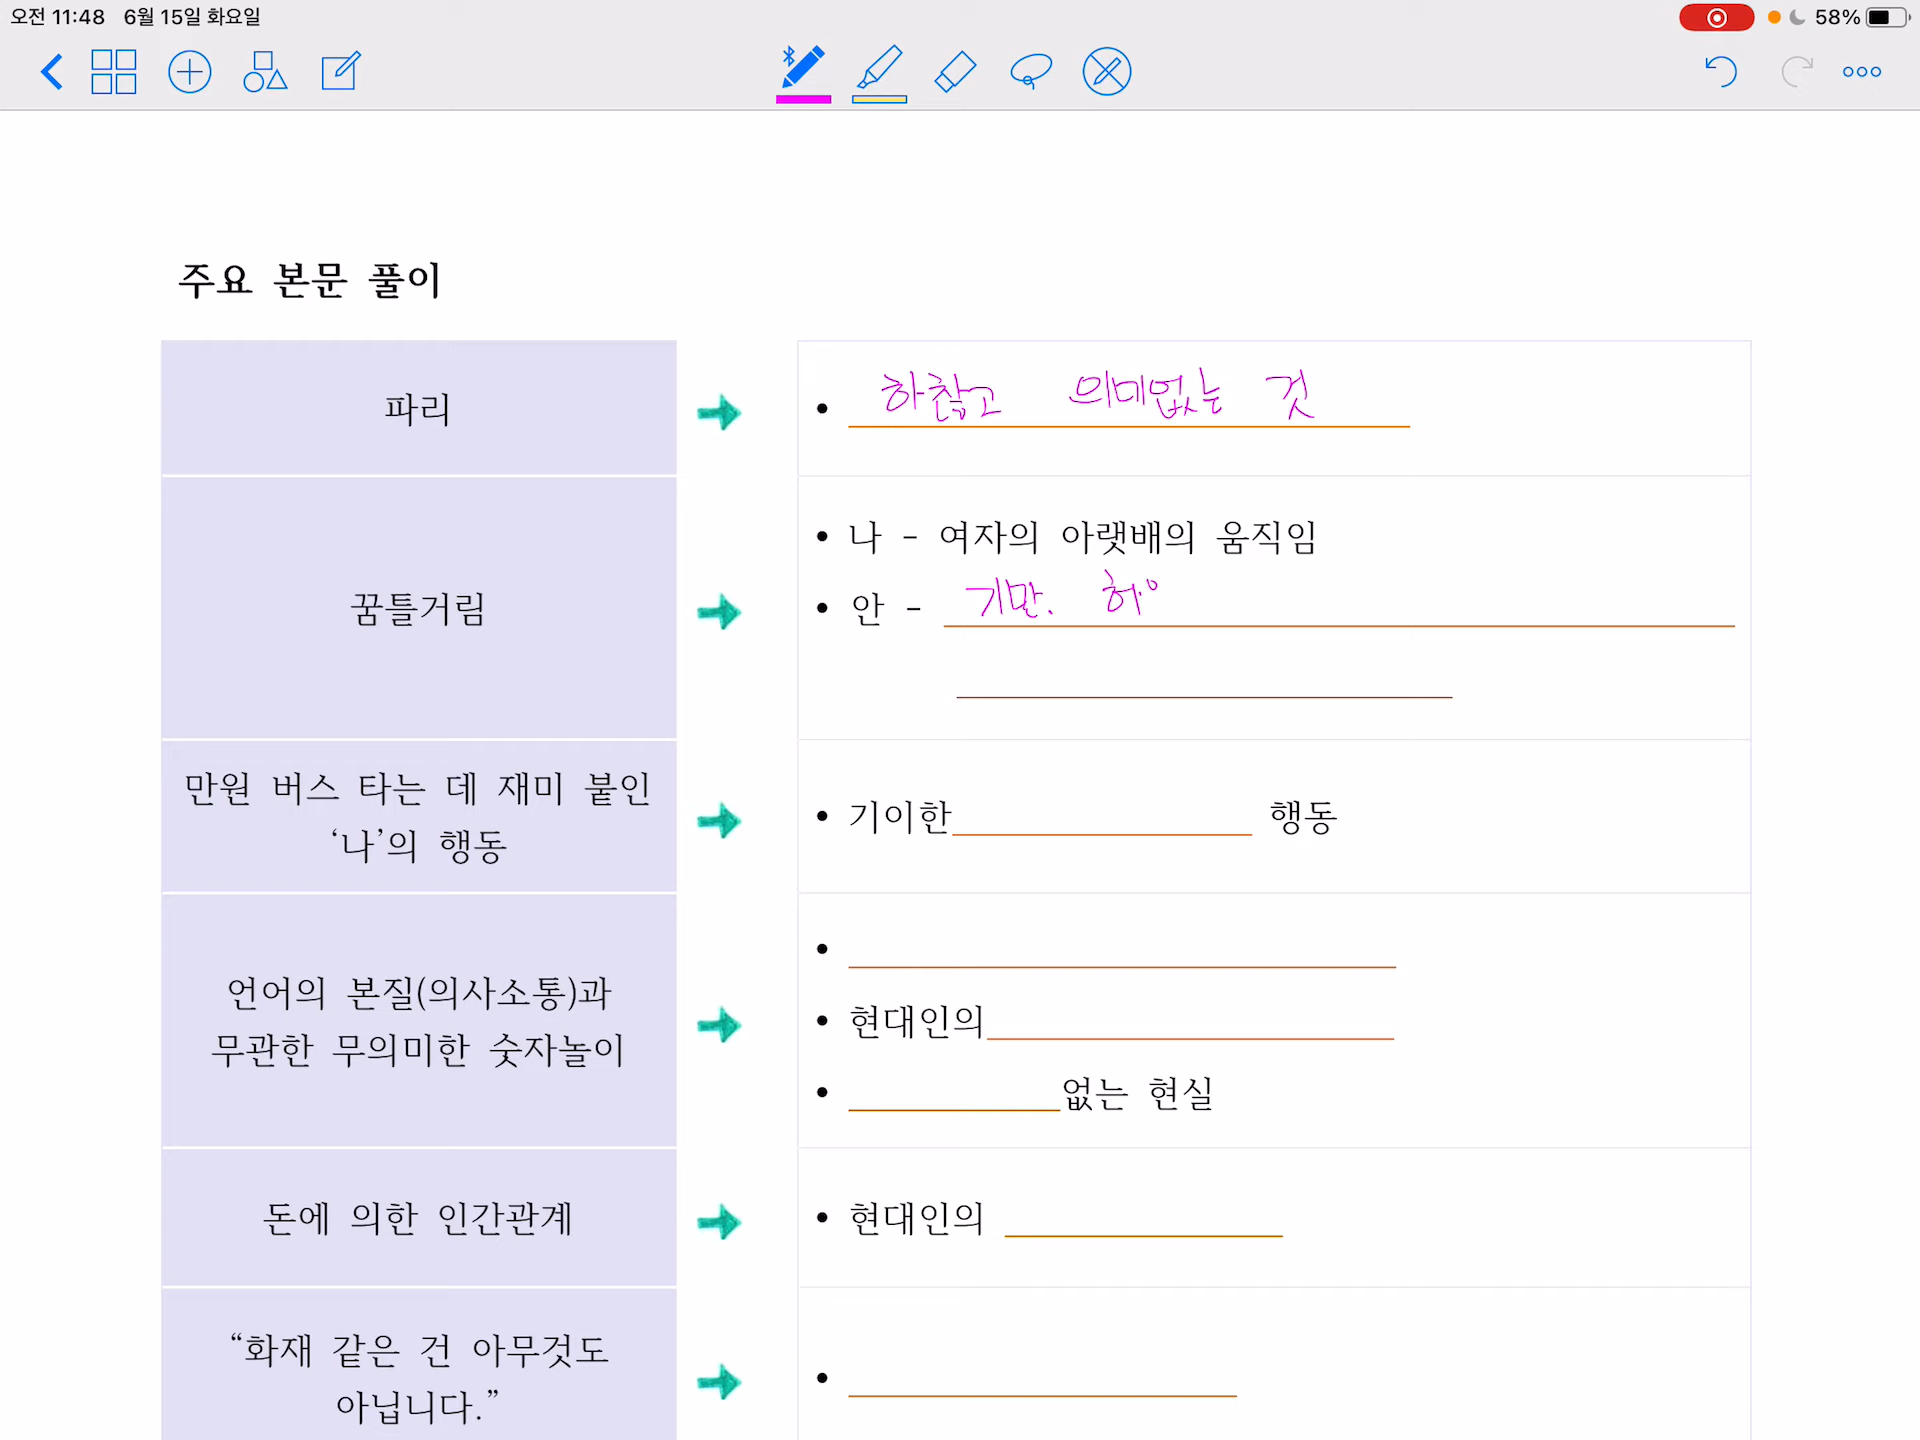 오전 11:48 6월 15일 화요일
58%
주요 본문 풀이
파리
• 하찮고 의미없는 것
꿈틀거림
• 나 - 여자의 아랫배의 움직임
• 안 - 기만.
만원 버스 타는 데 재미 붙인
‘나’의 행동
• 기이한 행동
언어의 본질(의사소통)과
무관한 무의미한 숫자놀이
•
• 현대인의
• 없는 현실
돈에 의한 인간관계
• 현대인의
“화재 같은 건 아무것도
아닙니다.”
•